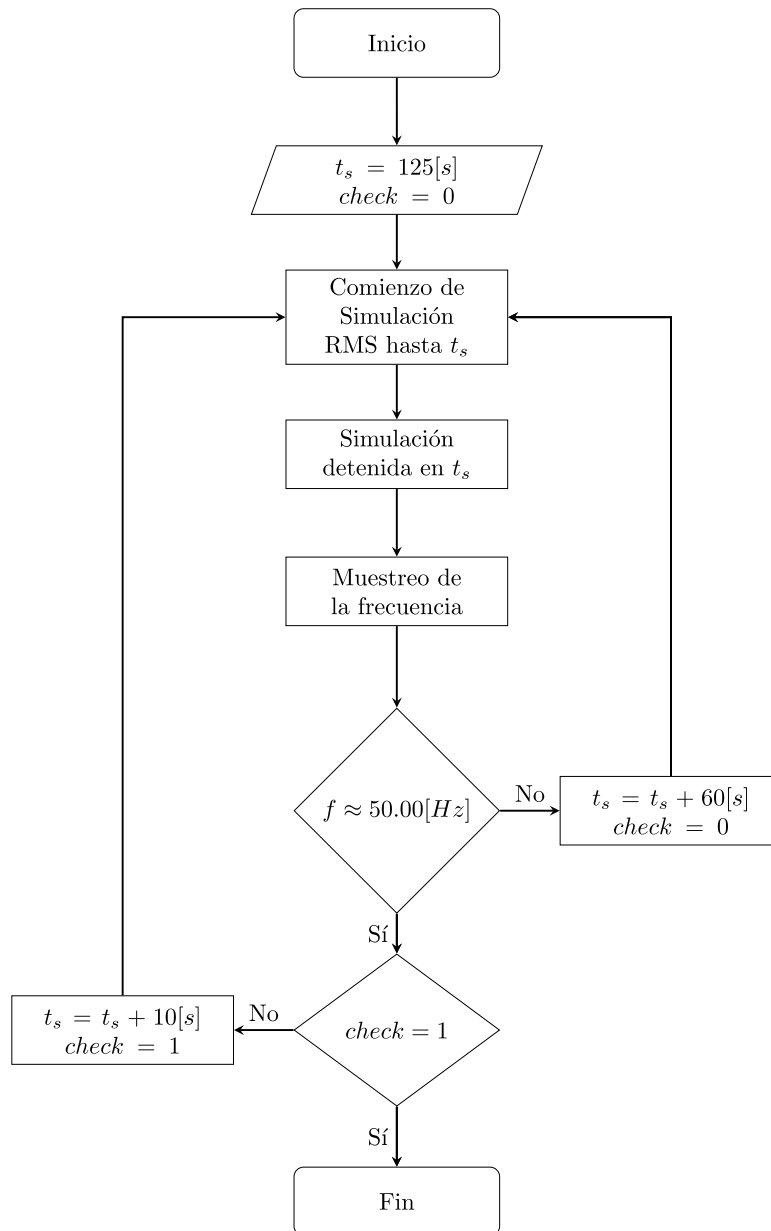 Inicio
t_s = 125[s]
check = 0
Comienzo de
Simulación
RMS hasta t_s
Simulación
detenida en t_s
Muestreo de
la frecuencia
f ≈ 50.00[Hz]
No
t_s = t_s + 60[s]
check = 0
Sí
t_s = t_s + 10[s]
check = 1
No
check = 1
Sí
Fin